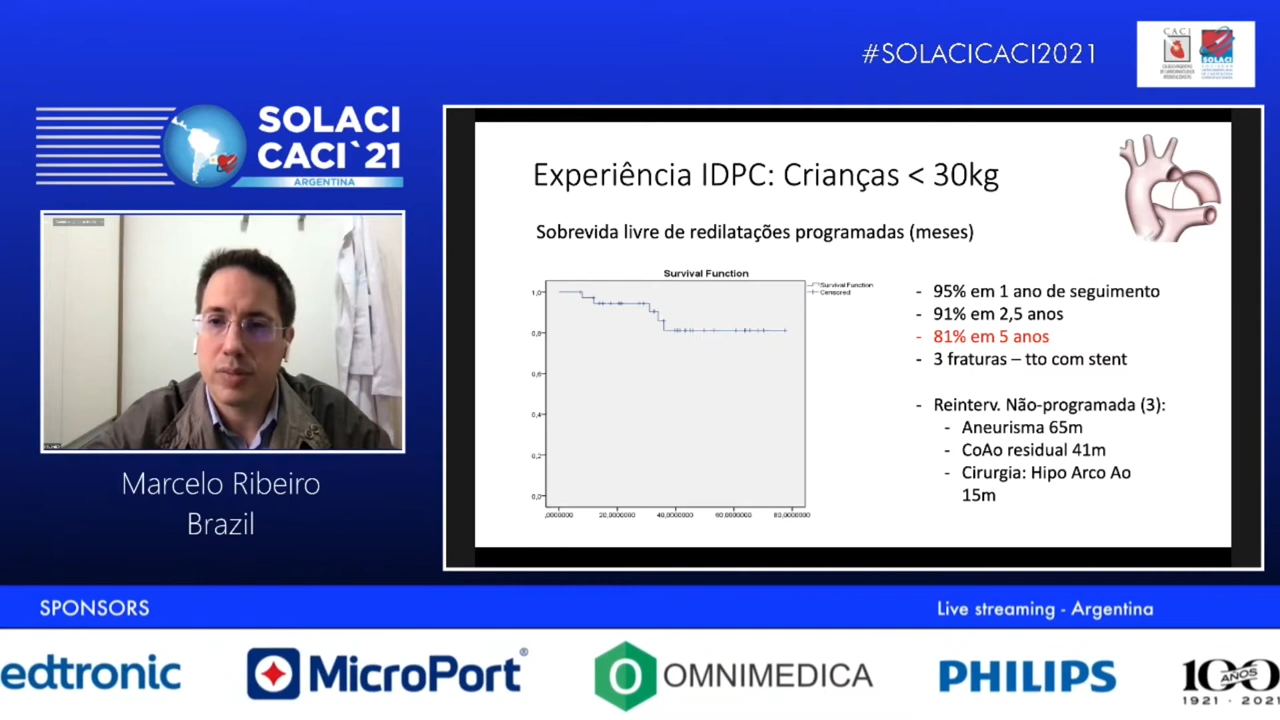 #SOLACICACI2021
CACI
SOLACI
SOLACI
CACI`21
ARGENTINA
Marcelo Ribeiro
Brazil
Experiência IDPC: Crianças < 30kg
Sobrevida livre de redilatações programadas (meses)
Survival Function
Survival Function
Censored
1,0
0,8
0,6
0,4
0,2
0,0
,0000000
20,0000000
40,0000000
60,0000000
80,0000000
- 95% em 1 ano de seguimento
- 91% em 2,5 anos
- 81% em 5 anos
- 3 fraturas – tto com stent
- Reinterv. Não-programada (3):
- Aneurisma 65m
- CoAo residual 41m
- Cirurgia: Hipo Arco Ao
15m
SPONSORS
Live streaming - Argentina
edtronic
MicroPort®
OMNIMEDICA
PHILIPS
100
AÑOS
1921 - 2021